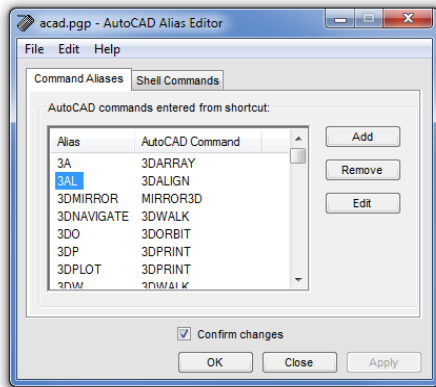 acad.pgp - AutoCAD Alias Editor
File Edit Help
Command Aliases Shell Commands
AutoCAD commands entered from shortcut:
Alias AutoCAD Command
3A 3DARRAY
3AL 3DALIGN
3DMIRROR MIRROR3D
3DNAVIGATE 3DWALK
3DO 3DORBIT
3DP 3DPRINT
3DPLOT 3DPRINT
3DW 3DWALK
Add
Remove
Edit
Confirm changes
OK Close Apply